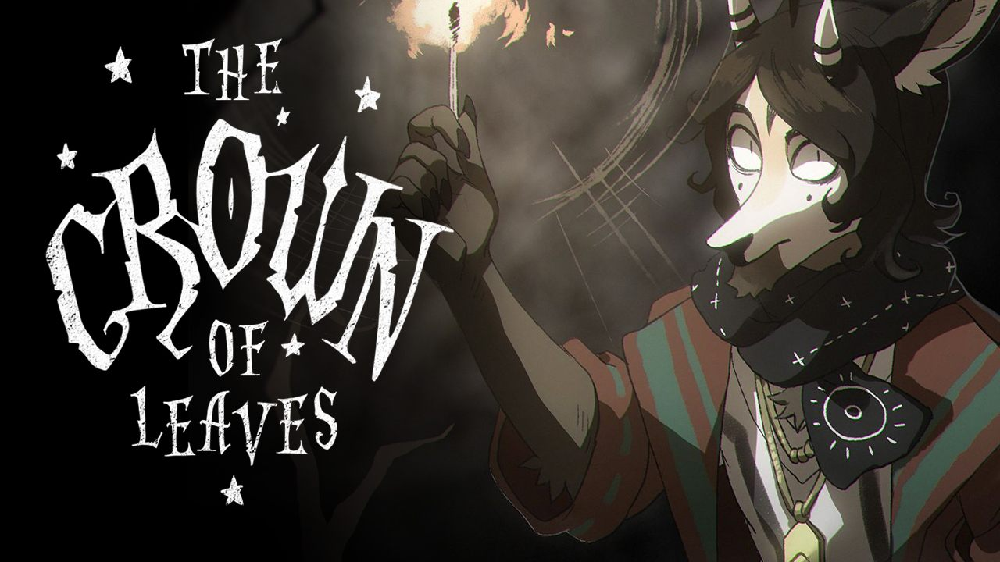 THE
CROWN
OF
LEAVES